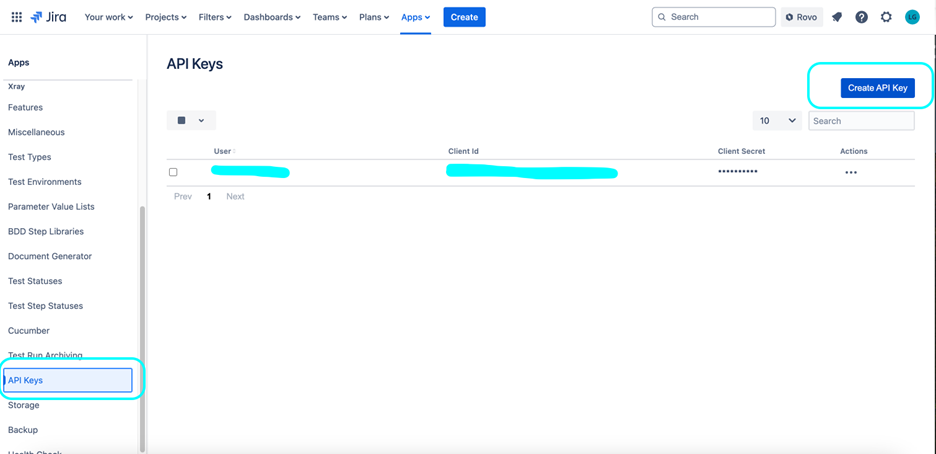 Jira Your work Projects Filters Dashboards Teams Plans Apps Create Search Rovo LG
Apps
Xray
Features
Miscellaneous
Test Types
Test Environments
Parameter Value Lists
BDD Step Libraries
Document Generator
Test Statuses
Test Step Statuses
Cucumber
Test Run Archiving
API Keys
Storage
Backup
Health Check
API Keys
Create API Key
10 Search
User Client Id Client Secret Actions
•••••••••• •••
Prev 1 Next